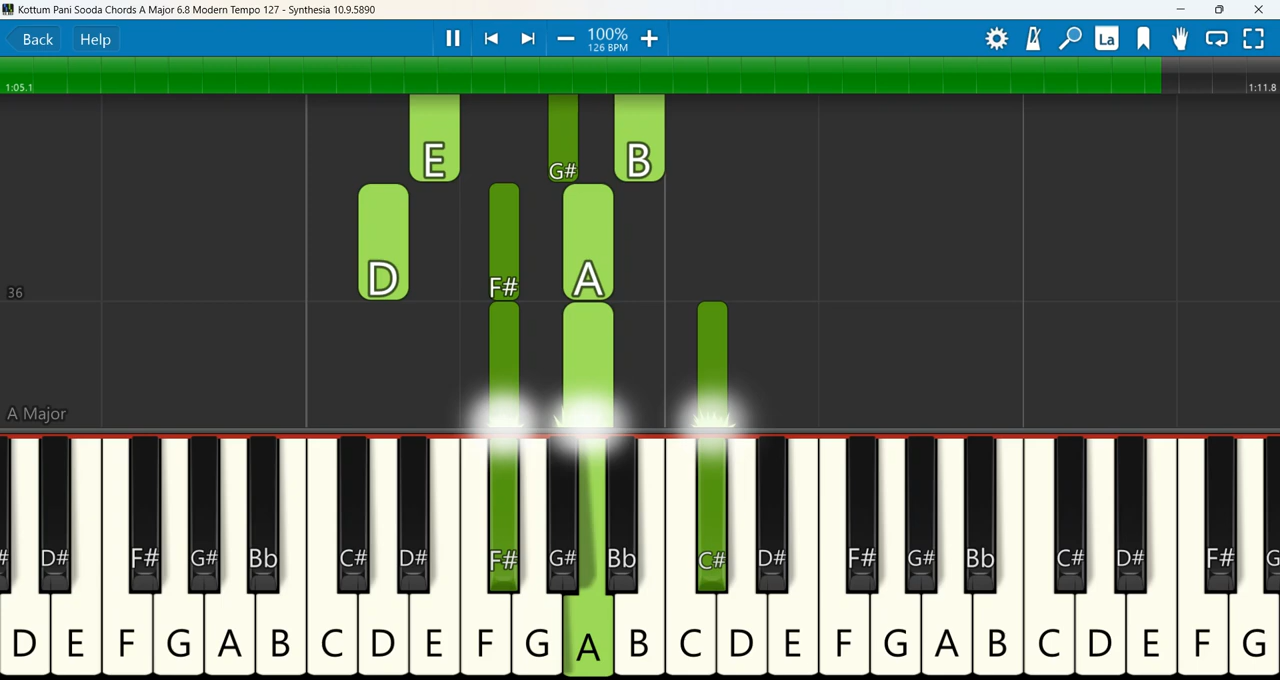 Kottum Pani Sooda Chords A Major 6.8 Modern Tempo 127 - Synthesia 10.9.5890
Back Help 100% La
126 BPM
1:05.1 1:11.8
E G# B
D F# A
36
A Major
# D# F# G# Bb C# D# F# G# Bb C# D# F# G# Bb C# D# F# G
D E F G A B C D E F G A B C D E F G A B C D E F G